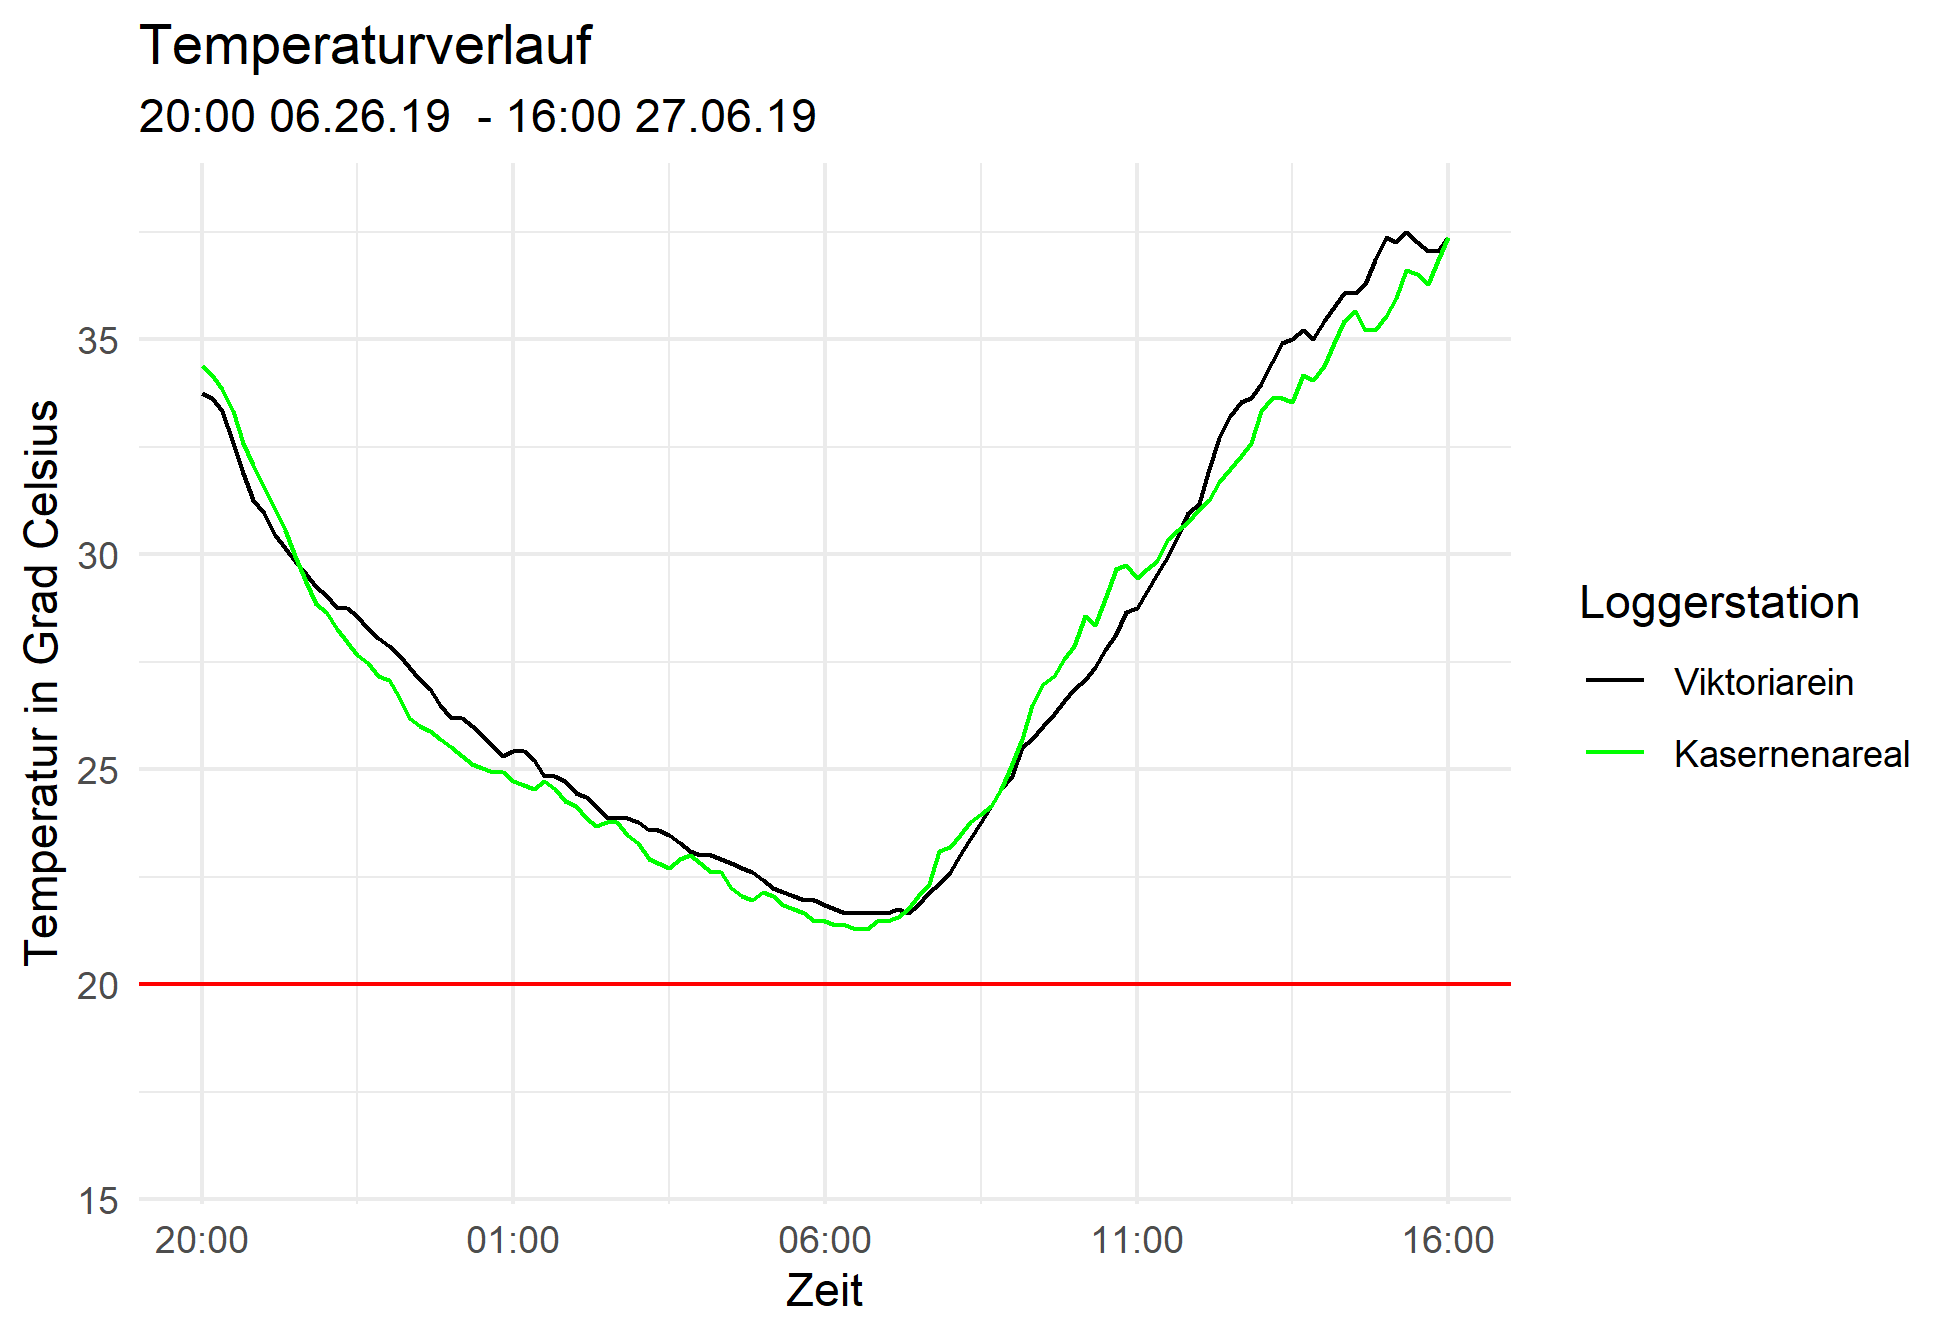 Temperaturverlauf
20:00 06.26.19  - 16:00 27.06.19
Temperatur in Grad Celsius
35
30
25
20
15
20:00 01:00 06:00 11:00 16:00
Zeit
Loggerstation
Viktoriarein
Kasernenareal